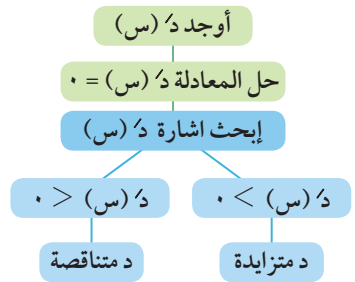 أوجد د′ (س)
حل المعادلة د′ (س) = ٠
إبحث اشارة د′ (س)
د′ (س) > ٠
د′ (س) < ٠
د متزايدة
د متناقصة